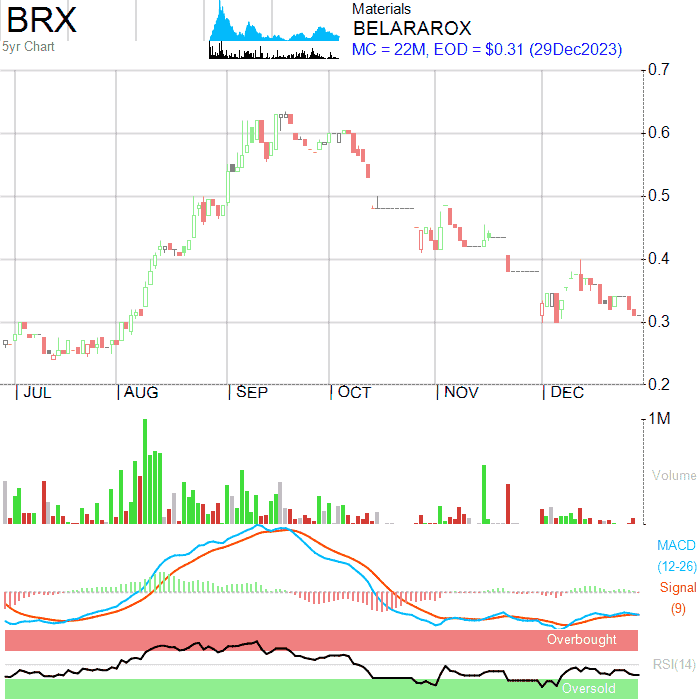 BRX
5yr Chart
Materials
BELARAROX
MC = 22M, EOD = $0.31 (29Dec2023)
0.7
0.6
0.5
0.4
0.3
0.2
JUL AUG SEP OCT NOV DEC
1M
Volume
MACD
(12-26)
Signal
(9)
Overbought
RSI(14)
Oversold